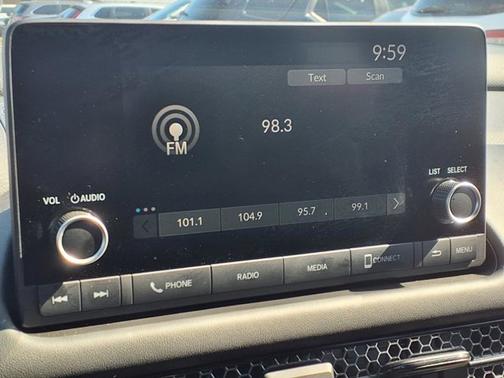 9:59
Text Scan
98.3
FM
VOL AUDIO
LIST SELECT
101.1 104.9 95.7 99.1
PHONE RADIO MEDIA CONNECT MENU